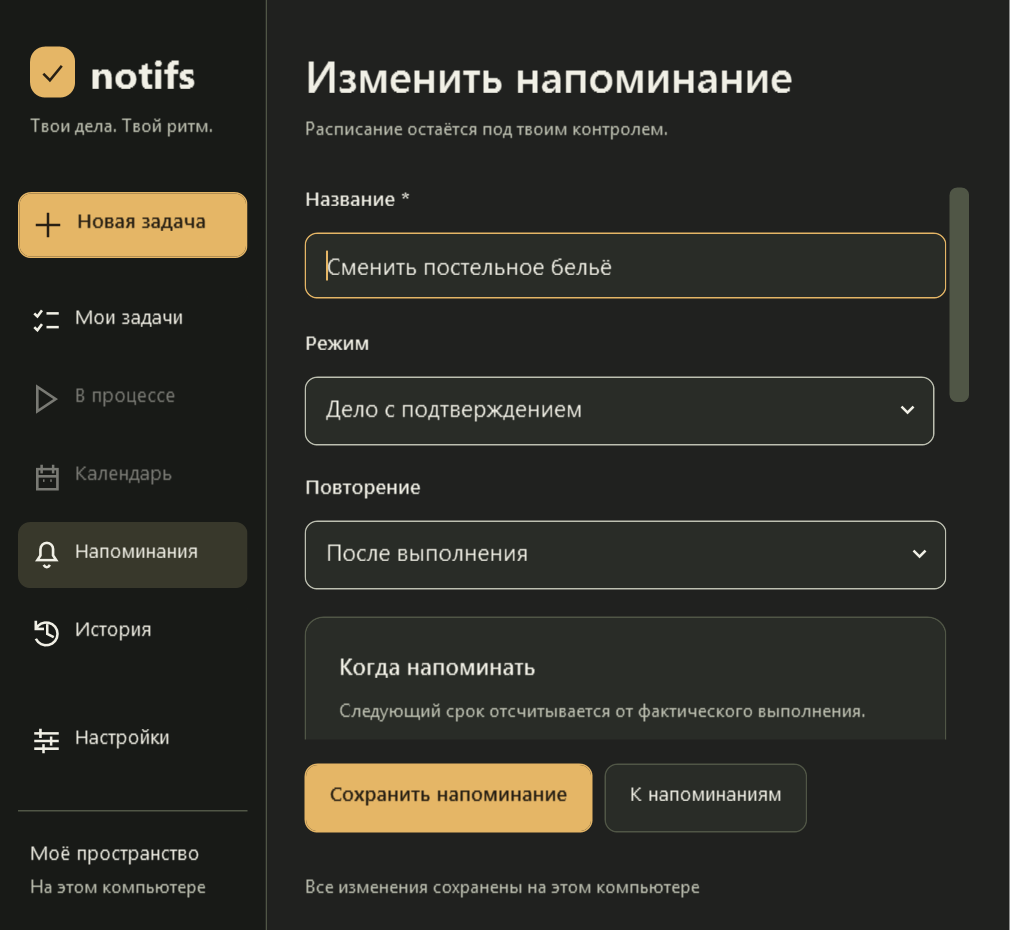 notifs
Твои дела. Твой ритм.
Новая задача
Мои задачи
В процессе
Календарь
Напоминания
История
Настройки
Моё пространство
На этом компьютере
Изменить напоминание
Расписание остаётся под твоим контролем.
Название *
Сменить постельное бельё
Режим
Дело с подтверждением
Повторение
После выполнения
Когда напоминать
Следующий срок отсчитывается от фактического выполнения.
Сохранить напоминание
К напоминаниям
Все изменения сохранены на этом компьютере